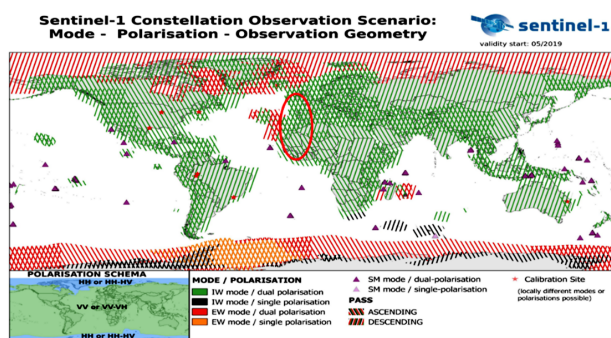 Sentinel-1 Constellation Observation Scenario:
Mode - Polarisation - Observation Geometry
sentinel-1
validity start: 05/2019
POLARISATION SCHEMA
HH or HH-HV
VV or VV-VH
HH or HH-HV
MODE / POLARISATION
IW mode / dual polarisation
IW mode / single polarisation
EW mode / dual polarisation
EW mode / single polarisation
SM mode / dual-polarisation
SM mode / single-polarisation
PASS
ASCENDING
DESCENDING
Calibration Site
(locally different modes or
polarisations possible)